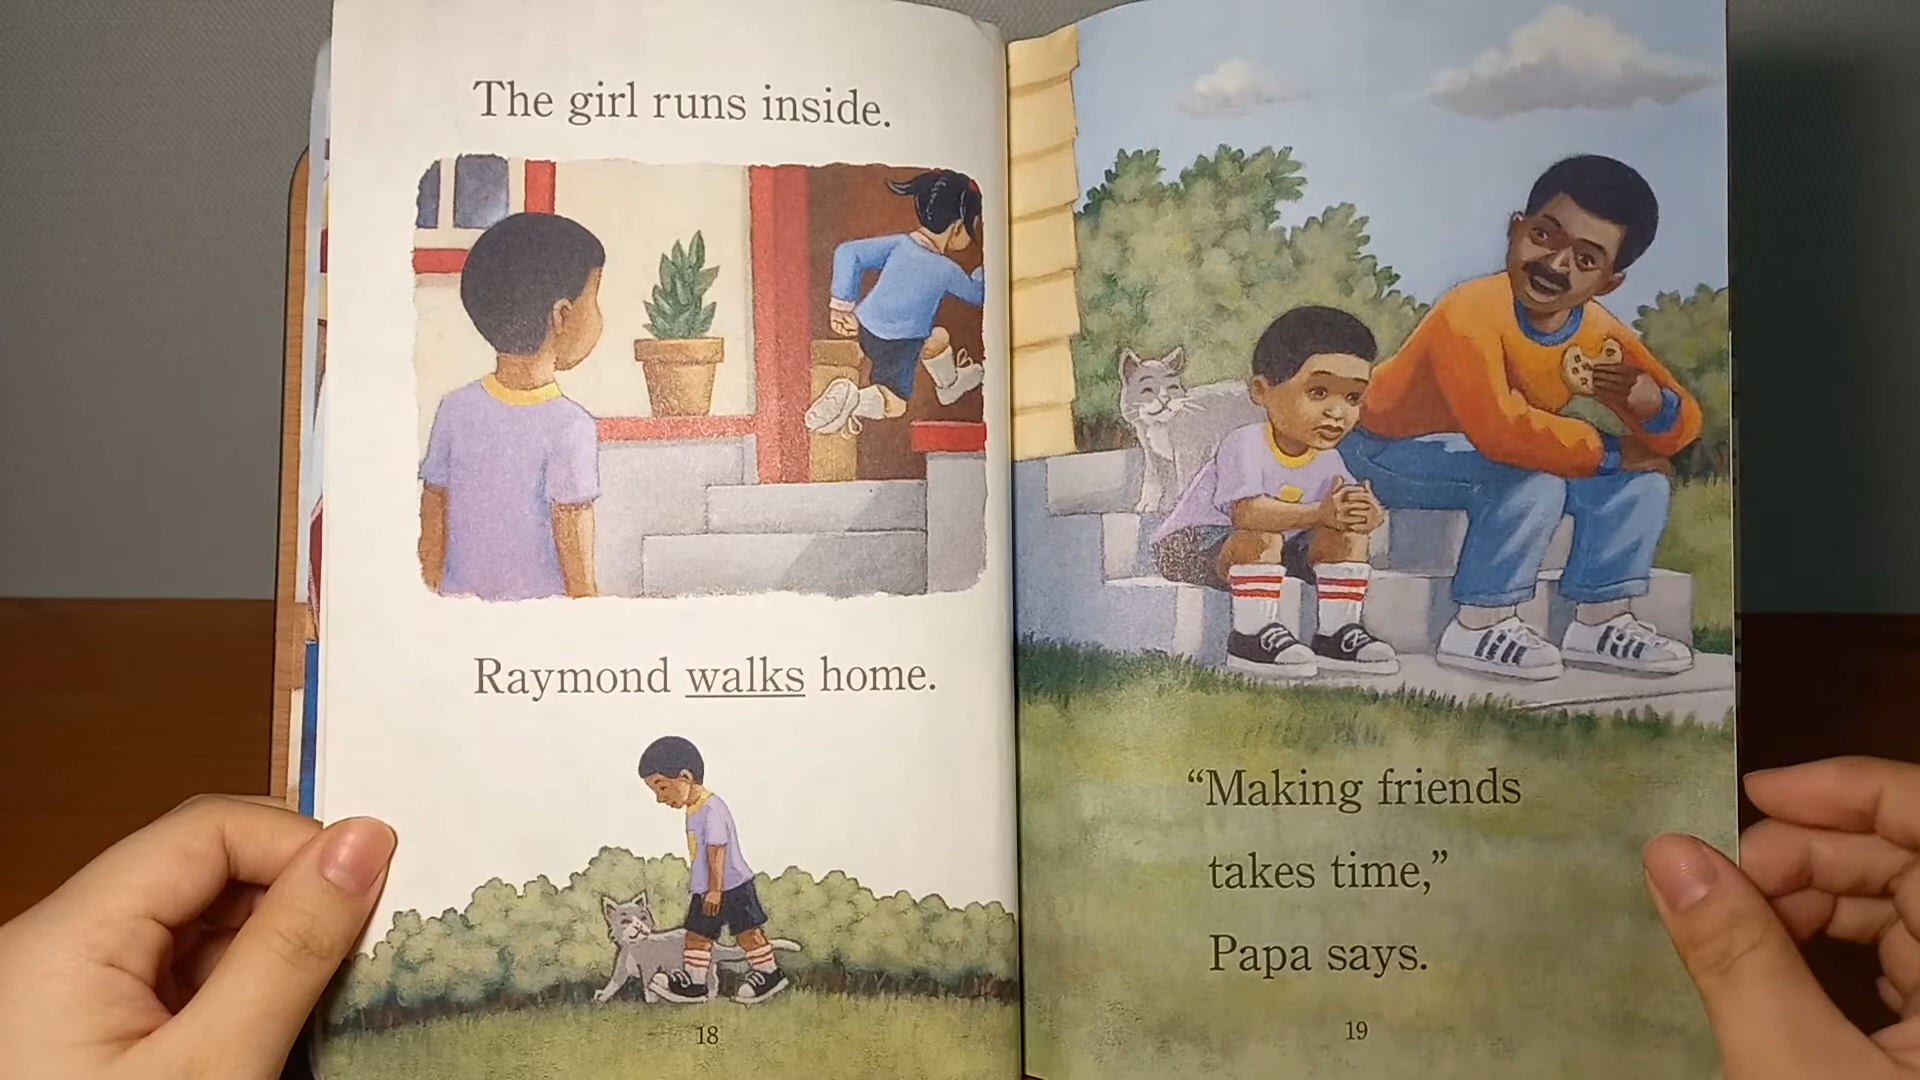 The girl runs inside.
Raymond walks home.
18
“Making friends
takes time,”
Papa says.
19